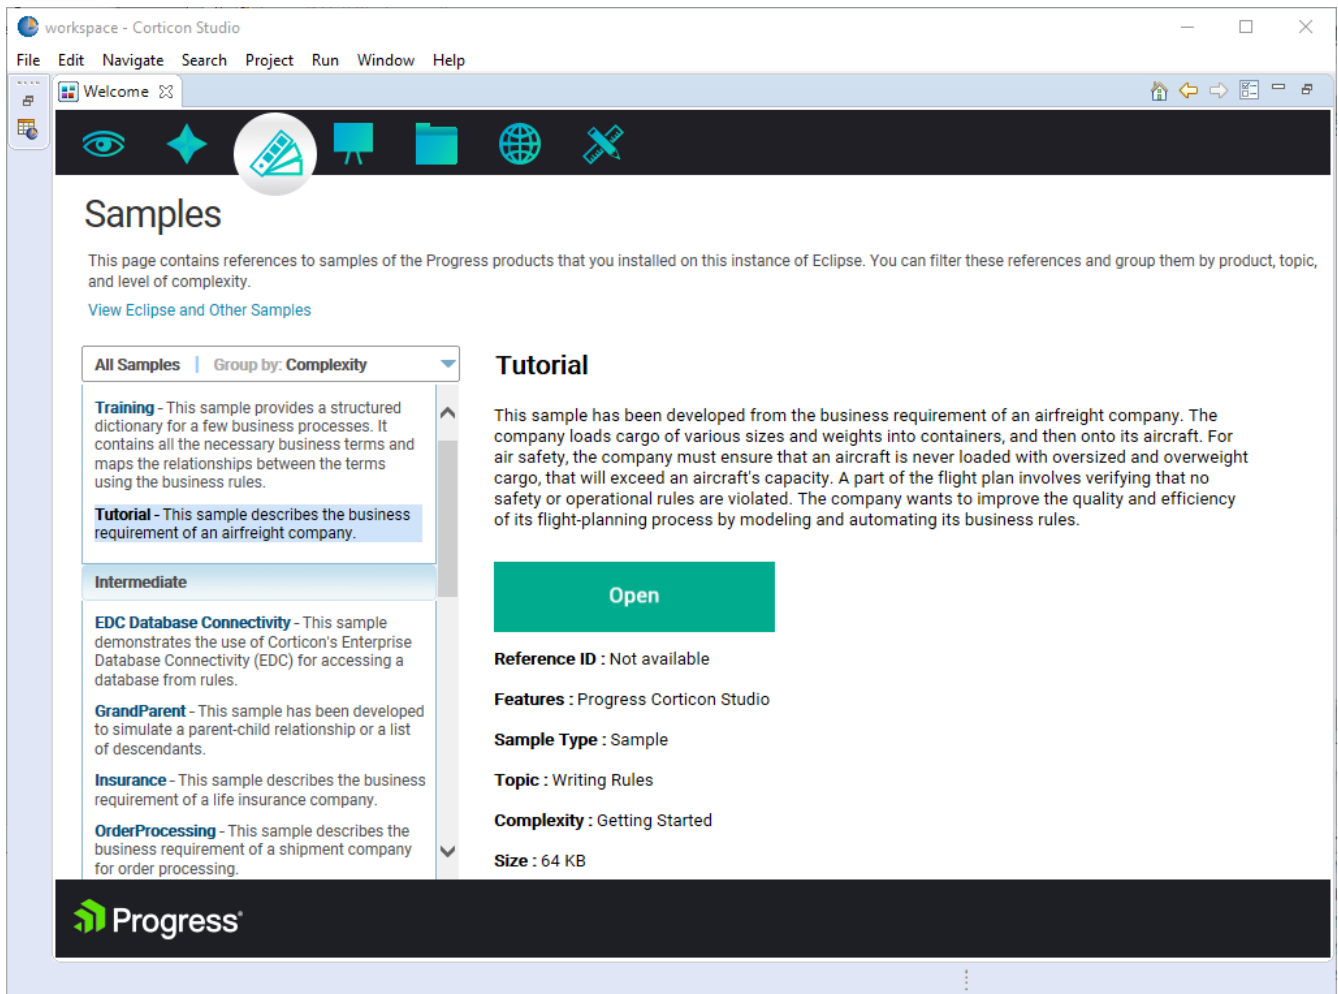 workspace - Corticon Studio
File Edit Navigate Search Project Run Window Help
Welcome
Samples
This page contains references to samples of the Progress products that you installed on this instance of Eclipse. You can filter these references and group them by product, topic,
and level of complexity.
View Eclipse and Other Samples
All Samples | Group by: Complexity
Training - This sample provides a structured
dictionary for a few business processes. It
contains all the necessary business terms and
maps the relationships between the terms
using the business rules.
Tutorial - This sample describes the business
requirement of an airfreight company.
Intermediate
EDC Database Connectivity - This sample
demonstrates the use of Corticon's Enterprise
Database Connectivity (EDC) for accessing a
database from rules.
GrandParent - This sample has been developed
to simulate a parent-child relationship or a list
of descendants.
Insurance - This sample describes the business
requirement of a life insurance company.
OrderProcessing - This sample describes the
business requirement of a shipment company
for order processing.
Tutorial
This sample has been developed from the business requirement of an airfreight company. The
company loads cargo of various sizes and weights into containers, and then onto its aircraft. For
air safety, the company must ensure that an aircraft is never loaded with oversized and overweight
cargo, that will exceed an aircraft's capacity. A part of the flight plan involves verifying that no
safety or operational rules are violated. The company wants to improve the quality and efficiency
of its flight-planning process by modeling and automating its business rules.
Open
Reference ID : Not available
Features : Progress Corticon Studio
Sample Type : Sample
Topic : Writing Rules
Complexity : Getting Started
Size : 64 KB
Progress